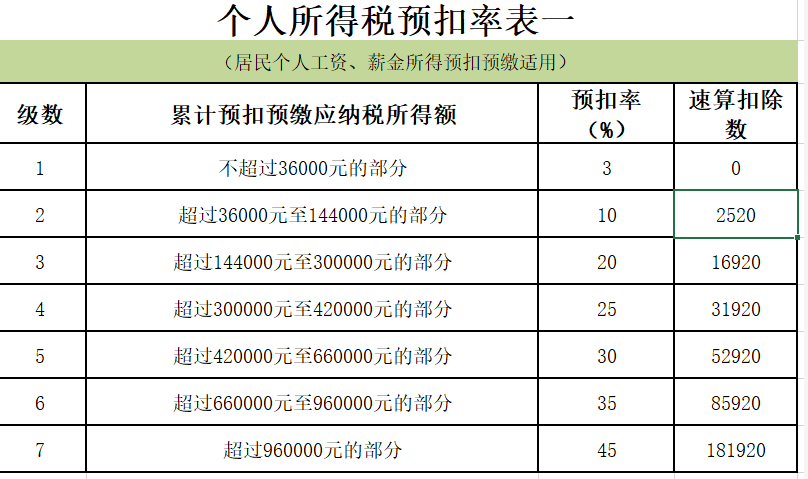 个人所得税预扣率表一
（居民个人工资、薪金所得预扣预缴适用）
级数 累计预扣预缴应纳税所得额 预扣率（%） 速算扣除数
1 不超过36000元的部分 3 0
2 超过36000元至144000元的部分 10 2520
3 超过144000元至300000元的部分 20 16920
4 超过300000元至420000元的部分 25 31920
5 超过420000元至660000元的部分 30 52920
6 超过660000元至960000元的部分 35 85920
7 超过960000元的部分 45 181920